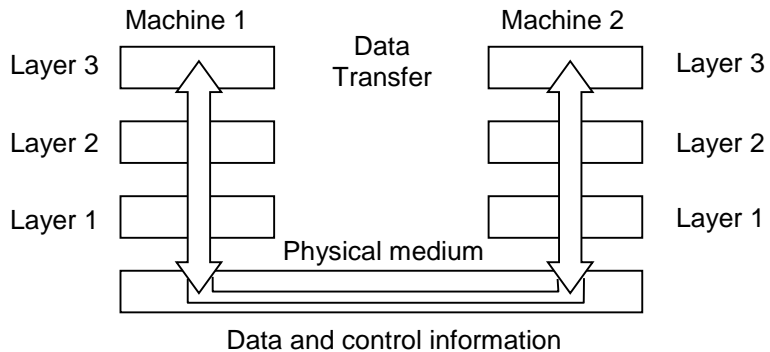 Machine 1
Machine 2
Data
Transfer
Layer 3
Layer 3
Layer 2
Layer 2
Layer 1
Layer 1
Physical medium
Data and control information